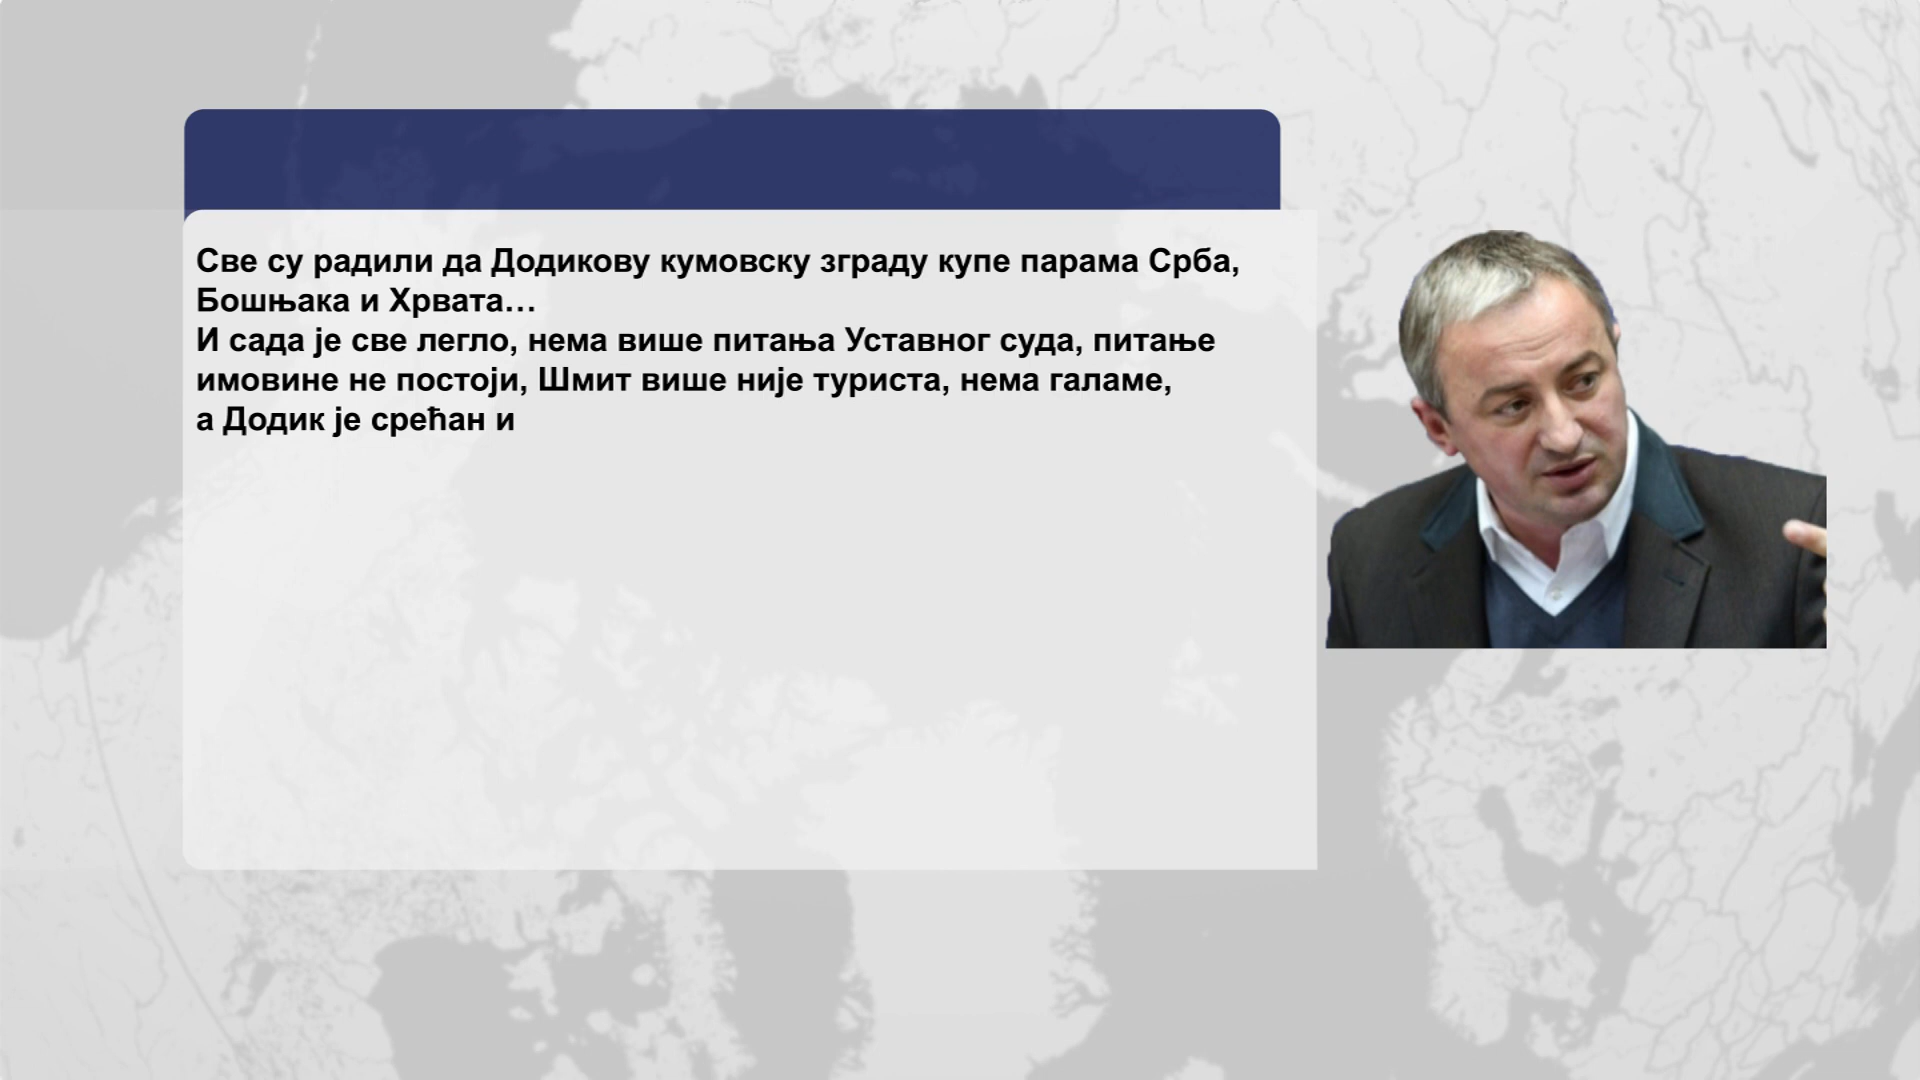 Све су радили да Додикову кумовску зграду купе парама Срба,
Бошњака и Хрвата…
И сада је све легло, нема више питања Уставног суда, питање
имовине не постоји, Шмит више није туриста, нема галаме,
а Додик је срећан и